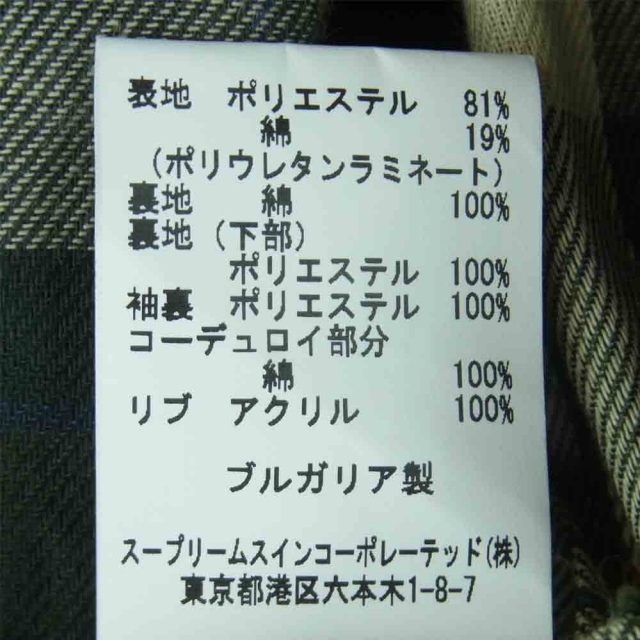 表地 ポリエステル 81%
綿 19%
(ポリウレタンラミネート)
裏地 綿 100%
裏地(下部)
ポリエステル 100%
袖裏 ポリエステル 100%
コーデュロイ部分
綿 100%
リブ アクリル 100%
ブルガリア製
スープリームスインコーポレーテッド(株)
東京都港区六本木1-8-7